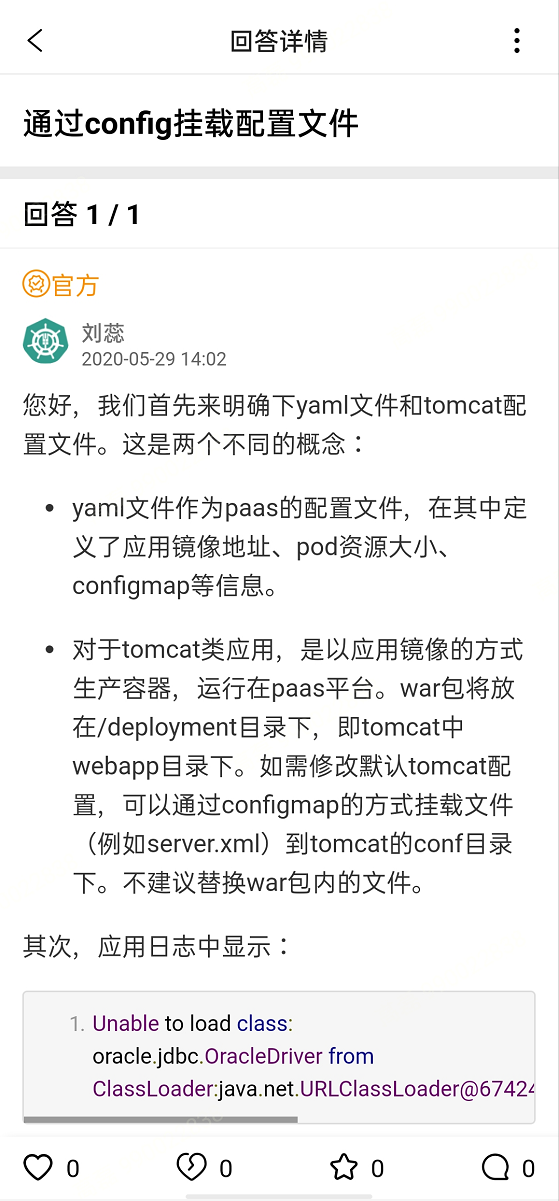 回答详情
通过config挂载配置文件
回答 1 / 1
官方
刘蕊
2020-05-29 14:02
您好，我们首先来明确下yaml文件和tomcat配
置文件。这是两个不同的概念：
• yaml文件作为paas的配置文件，在其中定
义了应用镜像地址、pod资源大小、
configmap等信息。
• 对于tomcat类应用，是以应用镜像的方式
生产容器，运行在paas平台。war包将放
在/deployment目录下，即tomcat中
webapp目录下。如需修改默认tomcat配
置，可以通过configmap的方式挂载文件
（例如server.xml）到tomcat的conf目录
下。不建议替换war包内的文件。
其次，应用日志中显示：
1. Unable to load class:
oracle.jdbc.OracleDriver from
ClassLoader:java.net.URLClassLoader@67424
0 0 0 0